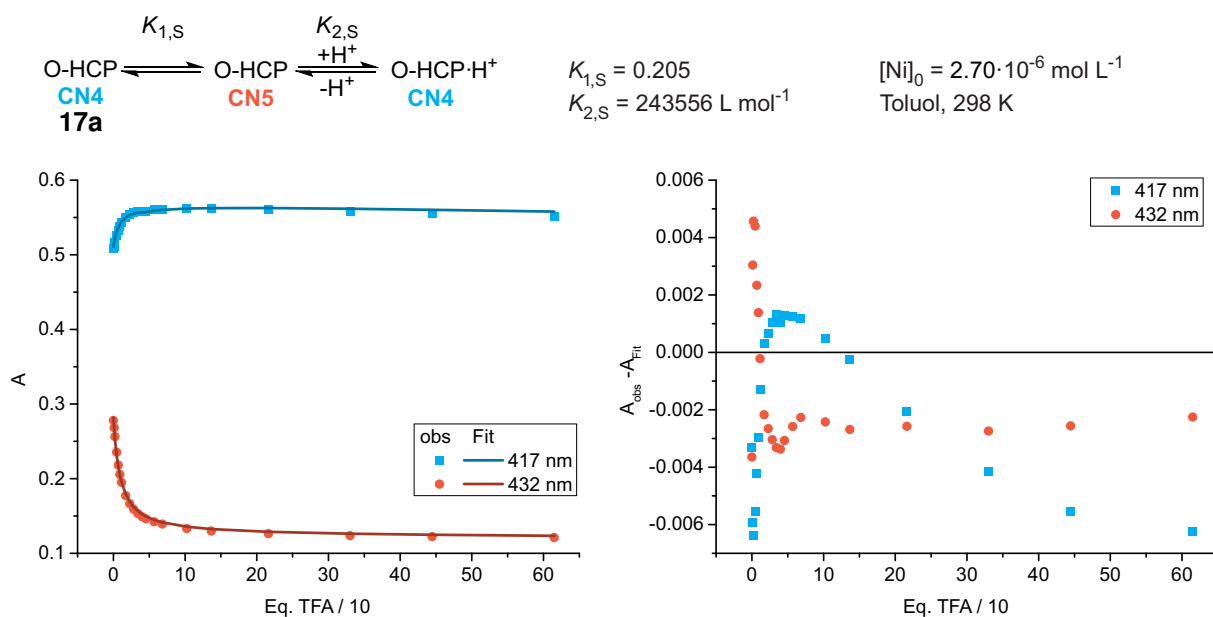 K1,S K2,S
+H+
O-HCP O-HCP O-HCP·H+
-H+
CN4 CN5 CN4
17a
K1,S = 0.205
K2,S = 243556 L mol-1
[Ni]0 = 2.70·10-6 mol L-1
Toluol, 298 K
0.6
0.5
0.4
0.3
0.2
0.1
A
obs Fit
417 nm
432 nm
0 10 20 30 40 50 60
Eq. TFA / 10
0.006
0.004
0.002
0.000
-0.002
-0.004
-0.006
Aobs -AFit
417 nm
432 nm
0 10 20 30 40 50 60
Eq. TFA / 10